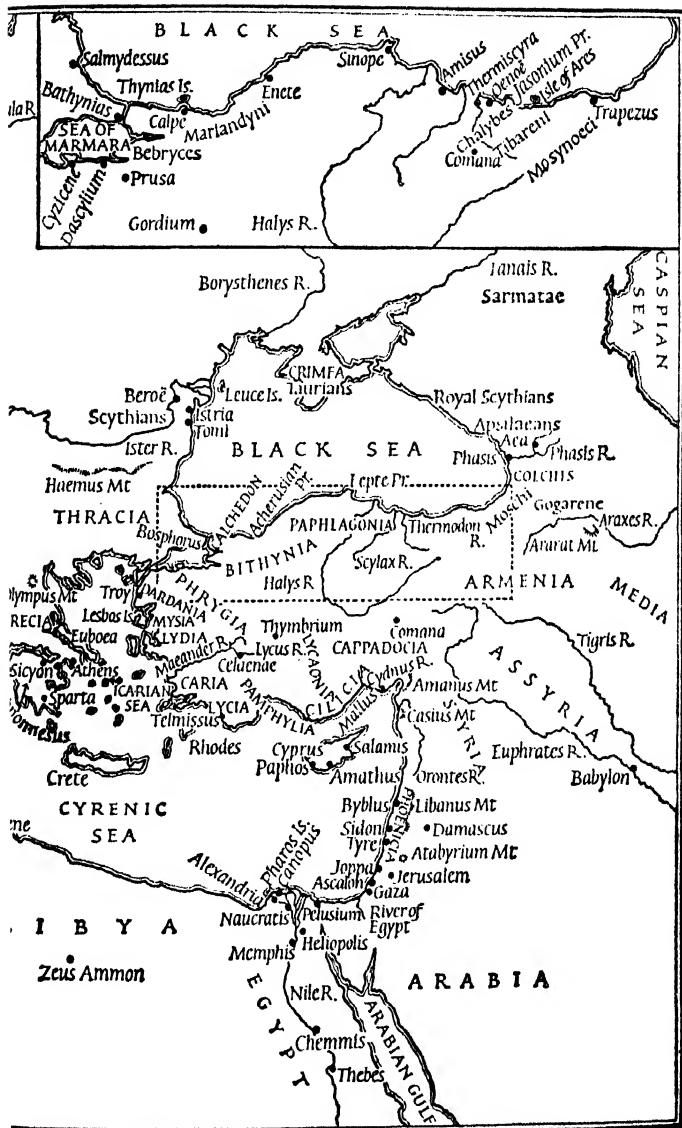 BLACK SEA
Salmydessus
Sinope
Amisus
Thermiscyra
Oenoë
Jasonium Pr.
Isle of Ares
Thynias Is.
Enete
Bathynias
Calpe
Mariandyni
Chalybes
Tibareni
Trapezus
SEA OF
MARMARA
Bebryces
Comana
Mosynoeci
Cyzicene
Dascylium
Prusa
Gordium
Halys R.
Borysthenes R.
Tanais R.
Sarmatae
CASPIAN
SEA
CRIMEA
Taurians
Beroë
Leuce Is.
Scythians
Royal Scythians
Istria
Tomi
Aea
Ister R.
BLACK SEA
Phasis
Phasis R.
COLCHIS
Haemus Mt
Lepte Pr.
THRACIA
CALCHEDON
Acherusian
Pr.
Moschi
Gogarene
Araxes R.
Bosphorus
PAPHLAGONIA
Thermodon
R.
BITHYNIA
Ararat Mt
Scylax R.
Halys R
ARMENIA
MEDIA
PHRYGIA
lympus Mt
Troy
DARDANIA
RECIA
Lesbos Is
MYSIA
Thymbrium
Comana
Euboea
LYDIA
Lycus R.
LYCAONIA
CAPPADOCIA
Tigris R.
Maeander R
Celaenae
Sicyon
Athens
ASSYRIA
Sparta
ICARIAN
SEA
CARIA
CILICIA
Cydnus R.
Amanus Mt
PAMPHYLIA
Mallus
onnesus
Telmissus
LYCIA
Casius Mt
SYRIA
Rhodes
Cyprus
Salamis
Euphrates R.
Crete
Paphos
Amathus
Orontes R.
Babylon
CYRENIC
SEA
Byblus
Libanus Mt
PHOENICIA
ne
Sidon
Damascus
Tyre
Atabyrium Mt
Pharos Is.
Canopus
Alexandria
Joppa
Jerusalem
Ascalon
Gaza
Naucratis
Pelusium
River of
Egypt
IBYA
Memphis
Heliopolis
Zeus Ammon
ARABIA
EGYPT
Nile R.
ARABIAN GULF
Chemmis
Thebes